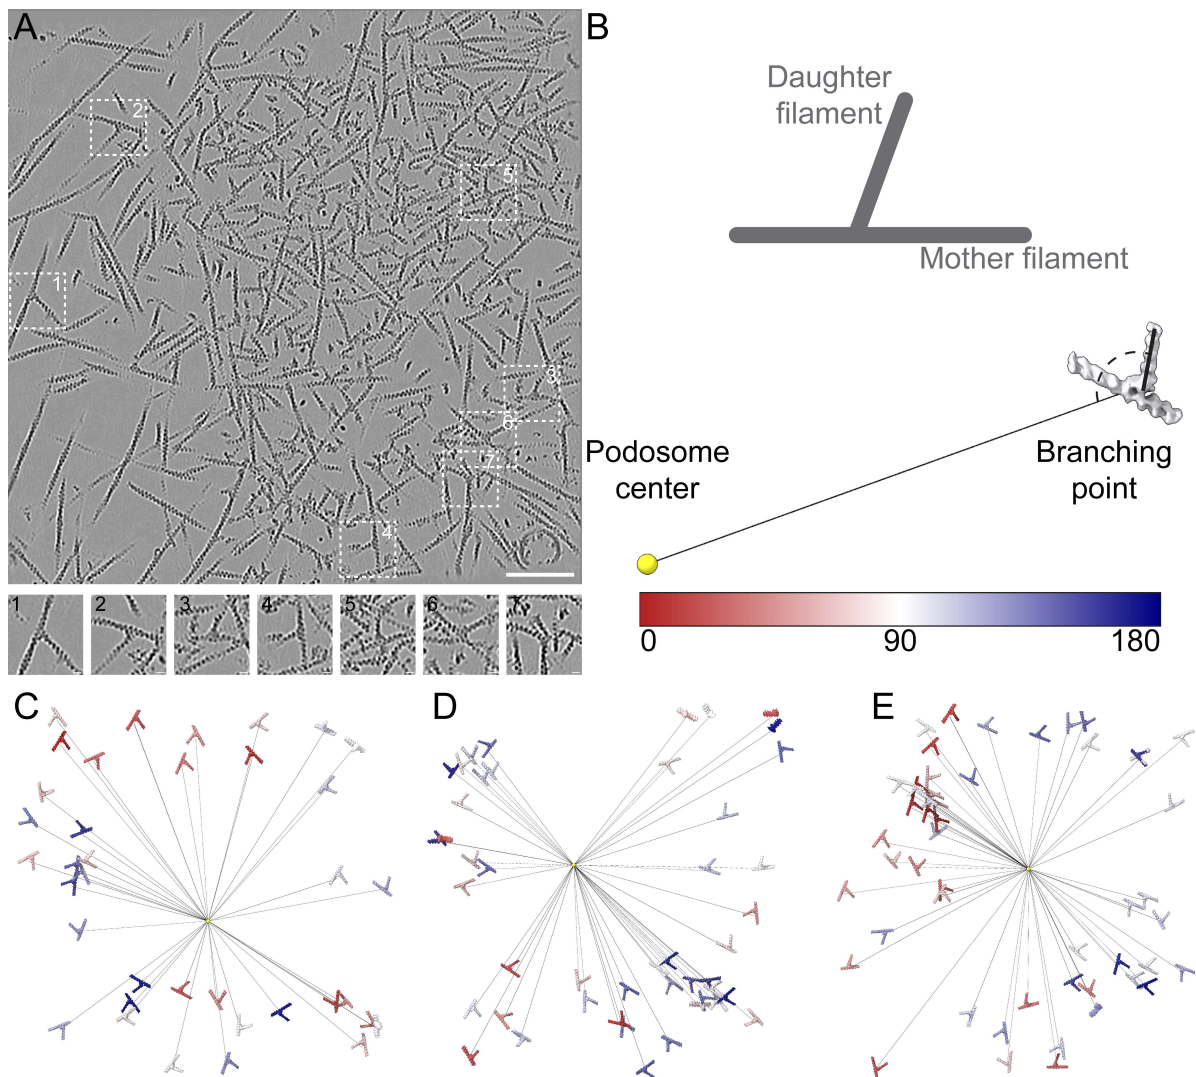 A
B
2
5
1
3
6
7
4
Daughter
filament
Mother filament
Podosome
center
Branching
point
0
90
180
1
2
3
4
5
6
7
C
D
E